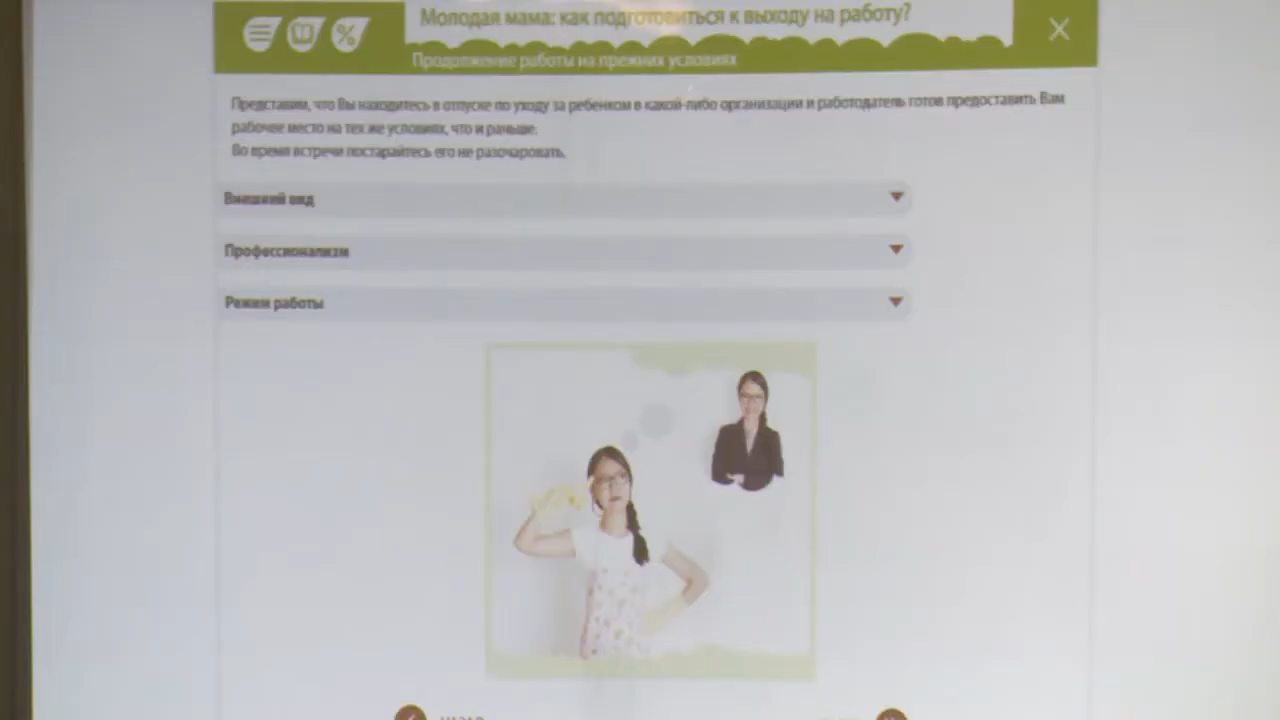 Молодая мама: как подготовиться к выходу на работу?
Продолжение работы на прежних условиях
Представим, что Вы находитесь в отпуске по уходу за ребенком в какой-либо организации и работодатель готов предоставить Вам
рабочее место на тех же условиях, что и раньше.
Во время встречи постарайтесь его не разочаровать.
Внешний вид
Профессионализм
Режим работы